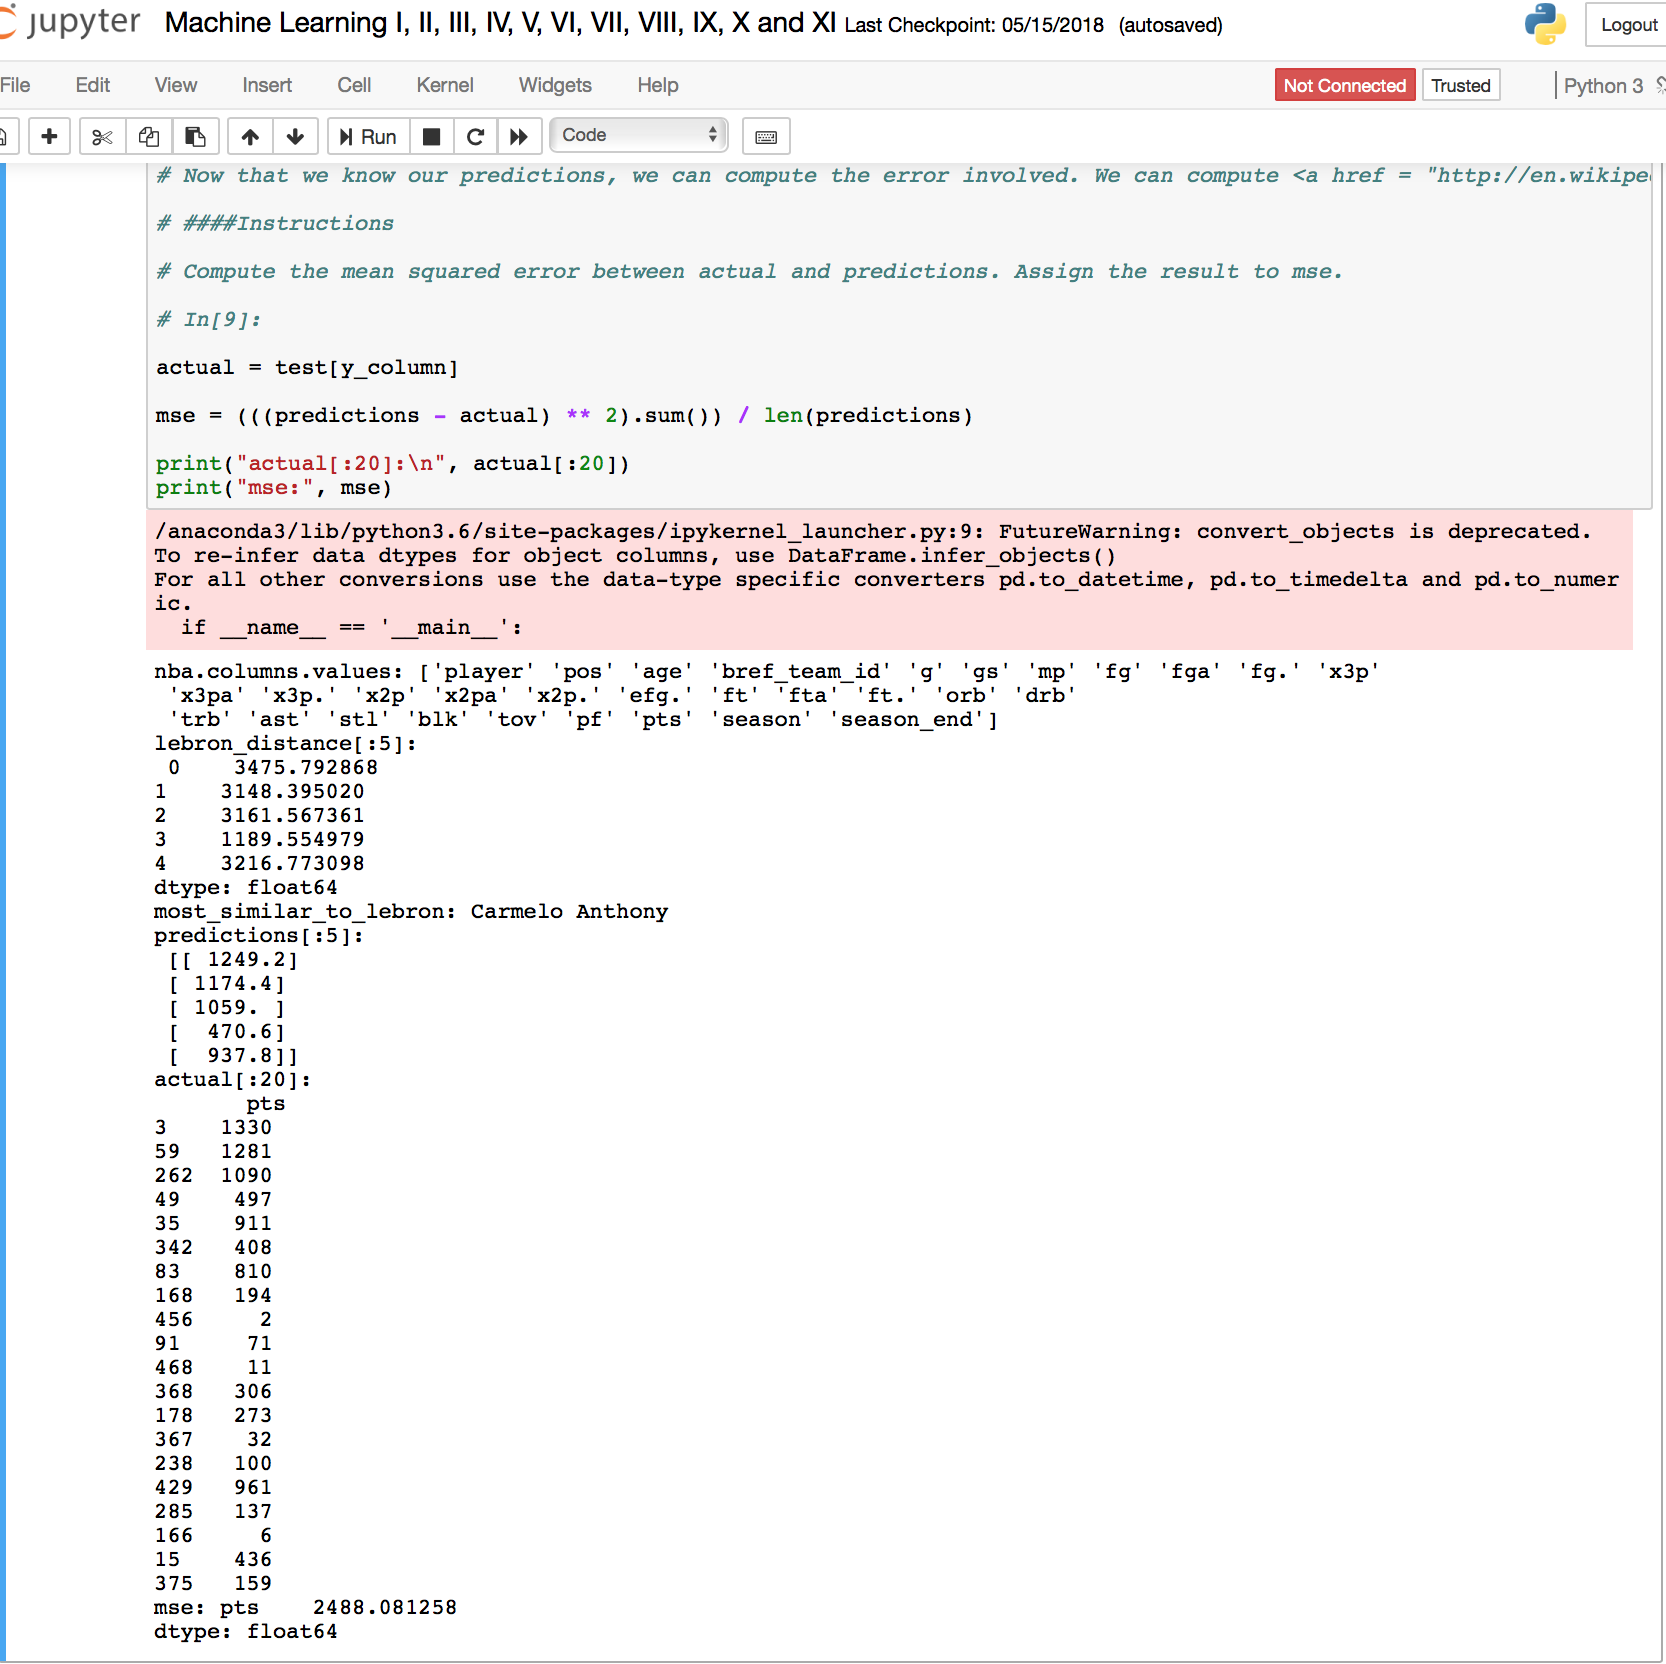 jupyter Machine Learning I, II, III, IV, V, VI, VII, VIII, IX, X and XI Last Checkpoint: 05/15/2018 (autosaved) Logout
File Edit View Insert Cell Kernel Widgets Help Not Connected Trusted Python 3
Run Code
# Now that we know our predictions, we can compute the error involved. We can compute <a href = "http://en.wikipe
# ####Instructions
# Compute the mean squared error between actual and predictions. Assign the result to mse.
# In[9]:
actual = test[y_column]
mse = (((predictions - actual) ** 2).sum()) / len(predictions)
print("actual[:20]:\n", actual[:20])
print("mse:", mse)
/anaconda3/lib/python3.6/site-packages/ipykernel_launcher.py:9: FutureWarning: convert_objects is deprecated.
To re-infer data dtypes for object columns, use DataFrame.infer_objects()
For all other conversions use the data-type specific converters pd.to_datetime, pd.to_timedelta and pd.to_numer
ic.
  if __name__ == '__main__':
nba.columns.values: ['player' 'pos' 'age' 'bref_team_id' 'g' 'gs' 'mp' 'fg' 'fga' 'fg.' 'x3p'
 'x3pa' 'x3p.' 'x2p' 'x2pa' 'x2p.' 'efg.' 'ft' 'fta' 'ft.' 'orb' 'drb'
 'trb' 'ast' 'stl' 'blk' 'tov' 'pf' 'pts' 'season' 'season_end']
lebron_distance[:5]:
 0    3475.792868
1    3148.395020
2    3161.567361
3    1189.554979
4    3216.773098
dtype: float64
most_similar_to_lebron: Carmelo Anthony
predictions[:5]:
 [[ 1249.2]
 [ 1174.4]
 [ 1059. ]
 [  470.6]
 [  937.8]]
actual[:20]:
       pts
3    1330
59   1281
262  1090
49    497
35    911
342   408
83    810
168   194
456     2
91     71
468    11
368   306
178   273
367    32
238   100
429   961
285   137
166     6
15    436
375   159
mse: pts    2488.081258
dtype: float64